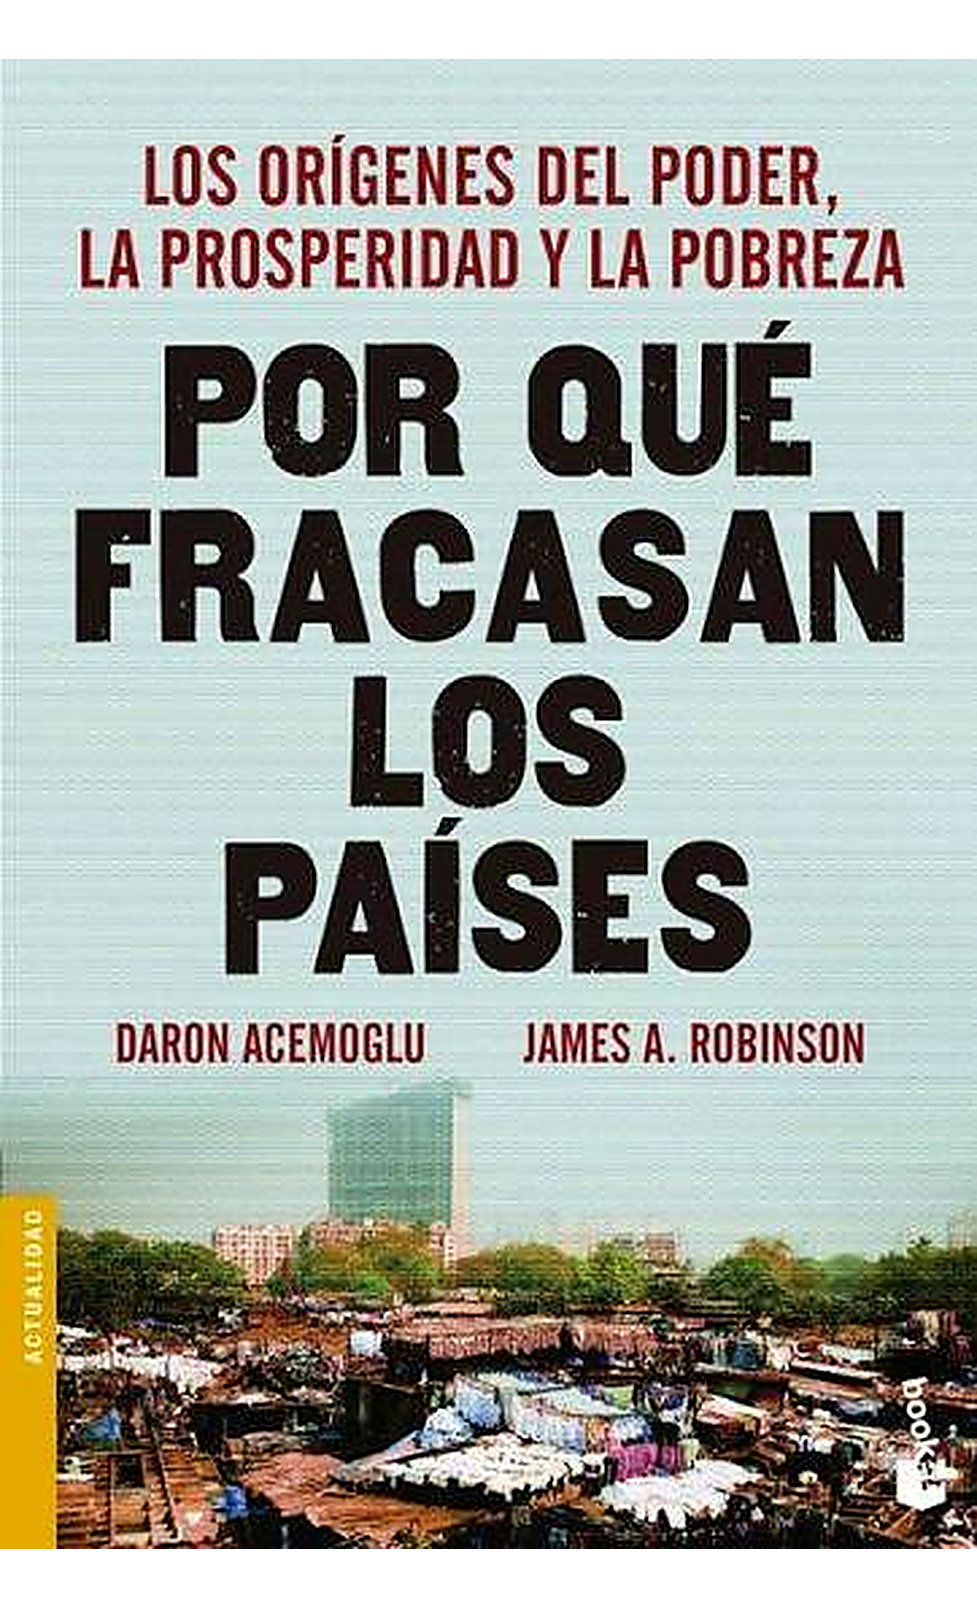 LOS ORÍGENES DEL PODER,
LA PROSPERIDAD Y LA POBREZA
POR QUÉ
FRACASAN
LOS
PAÍSES
DARON ACEMOGLU JAMES A. ROBINSON
ACTUALIDAD
booket